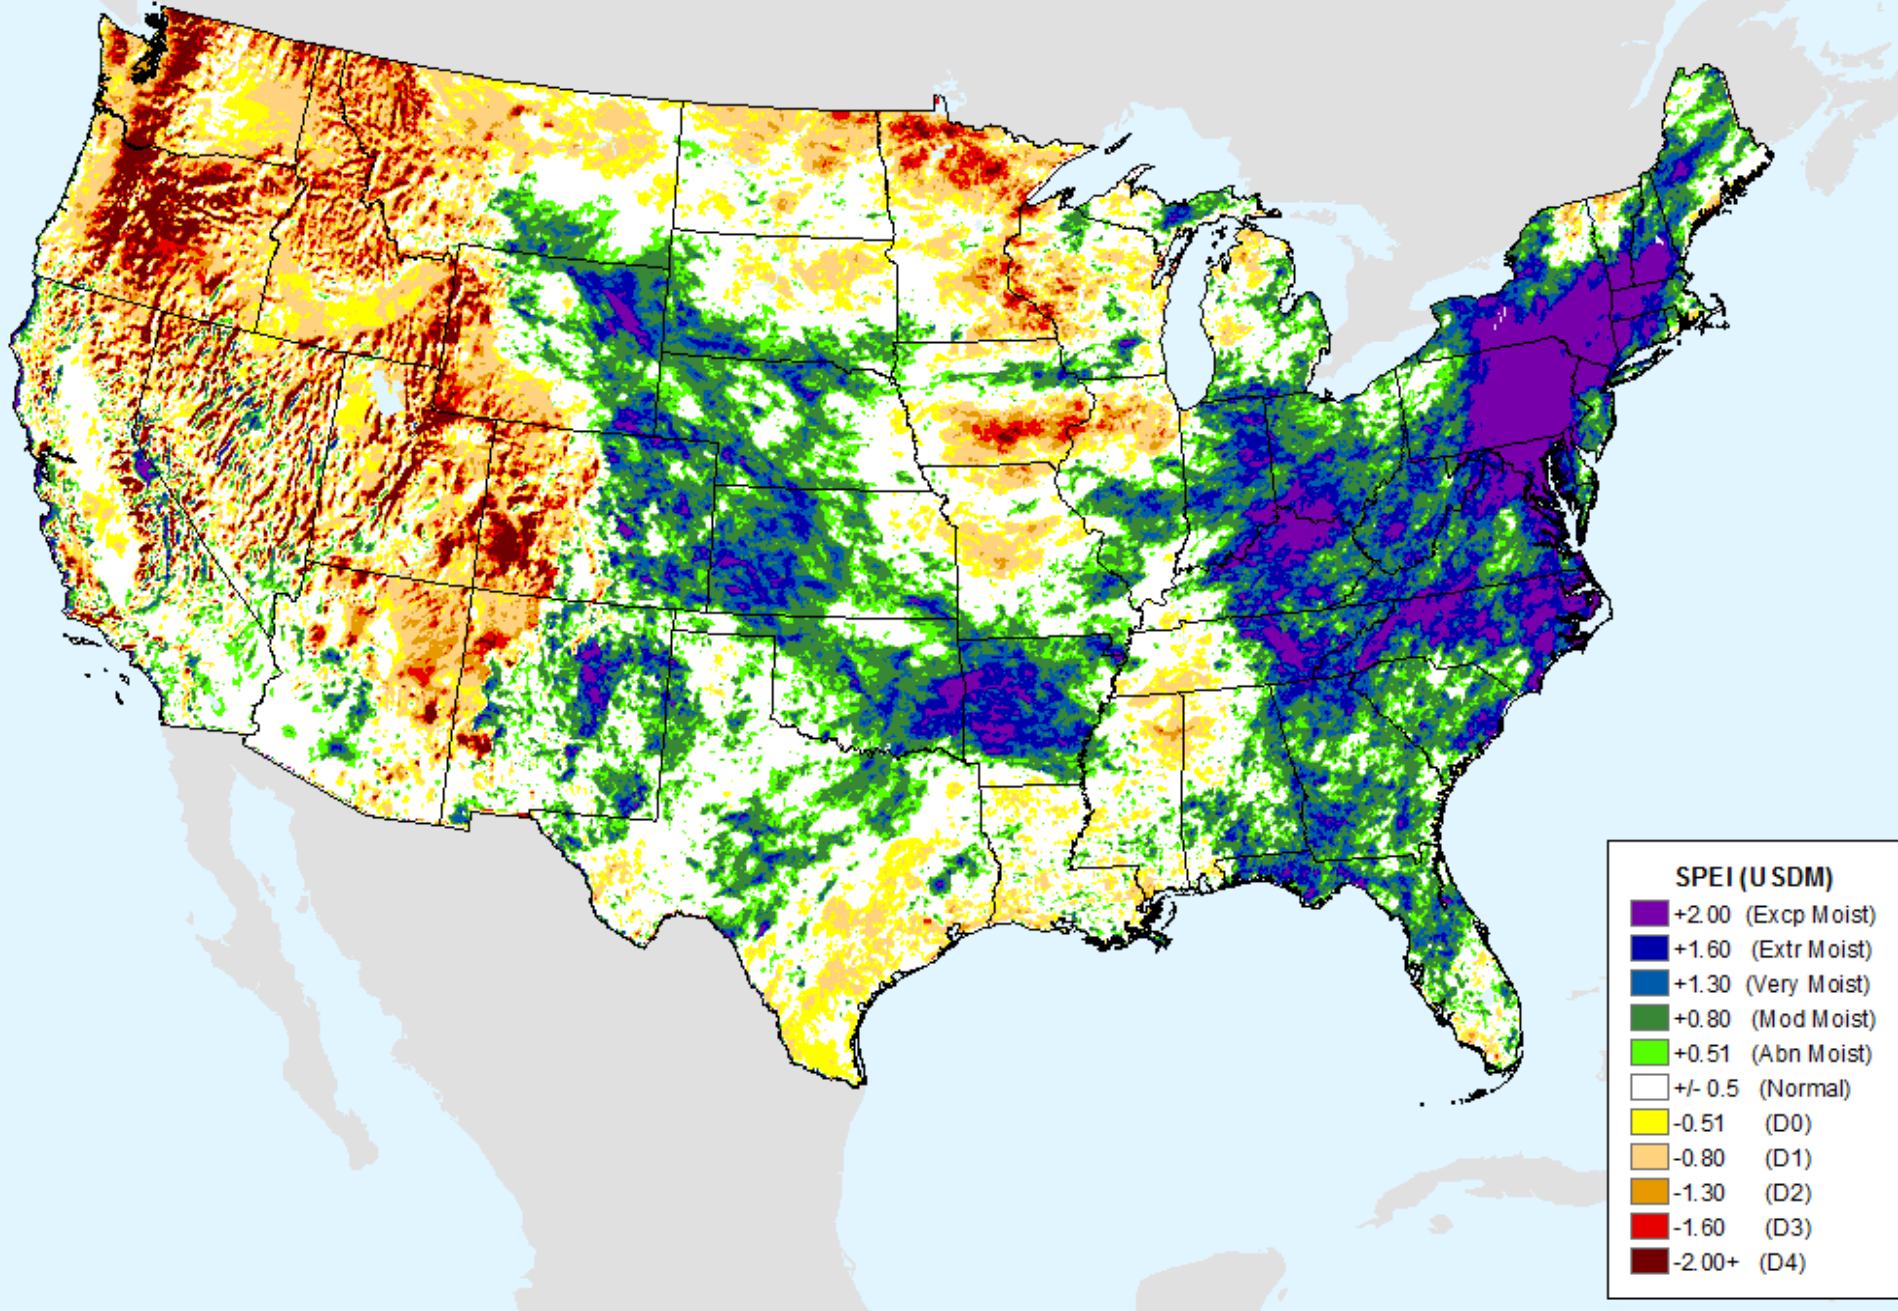 SPEI (USDM)
+2.00 (Excp Moist)
+1.60 (Extr Moist)
+1.30 (Very Moist)
+0.80 (Mod Moist)
+0.51 (Abn Moist)
+/- 0.5 (Normal)
-0.51 (D0)
-0.80 (D1)
-1.30 (D2)
-1.60 (D3)
-2.00+ (D4)